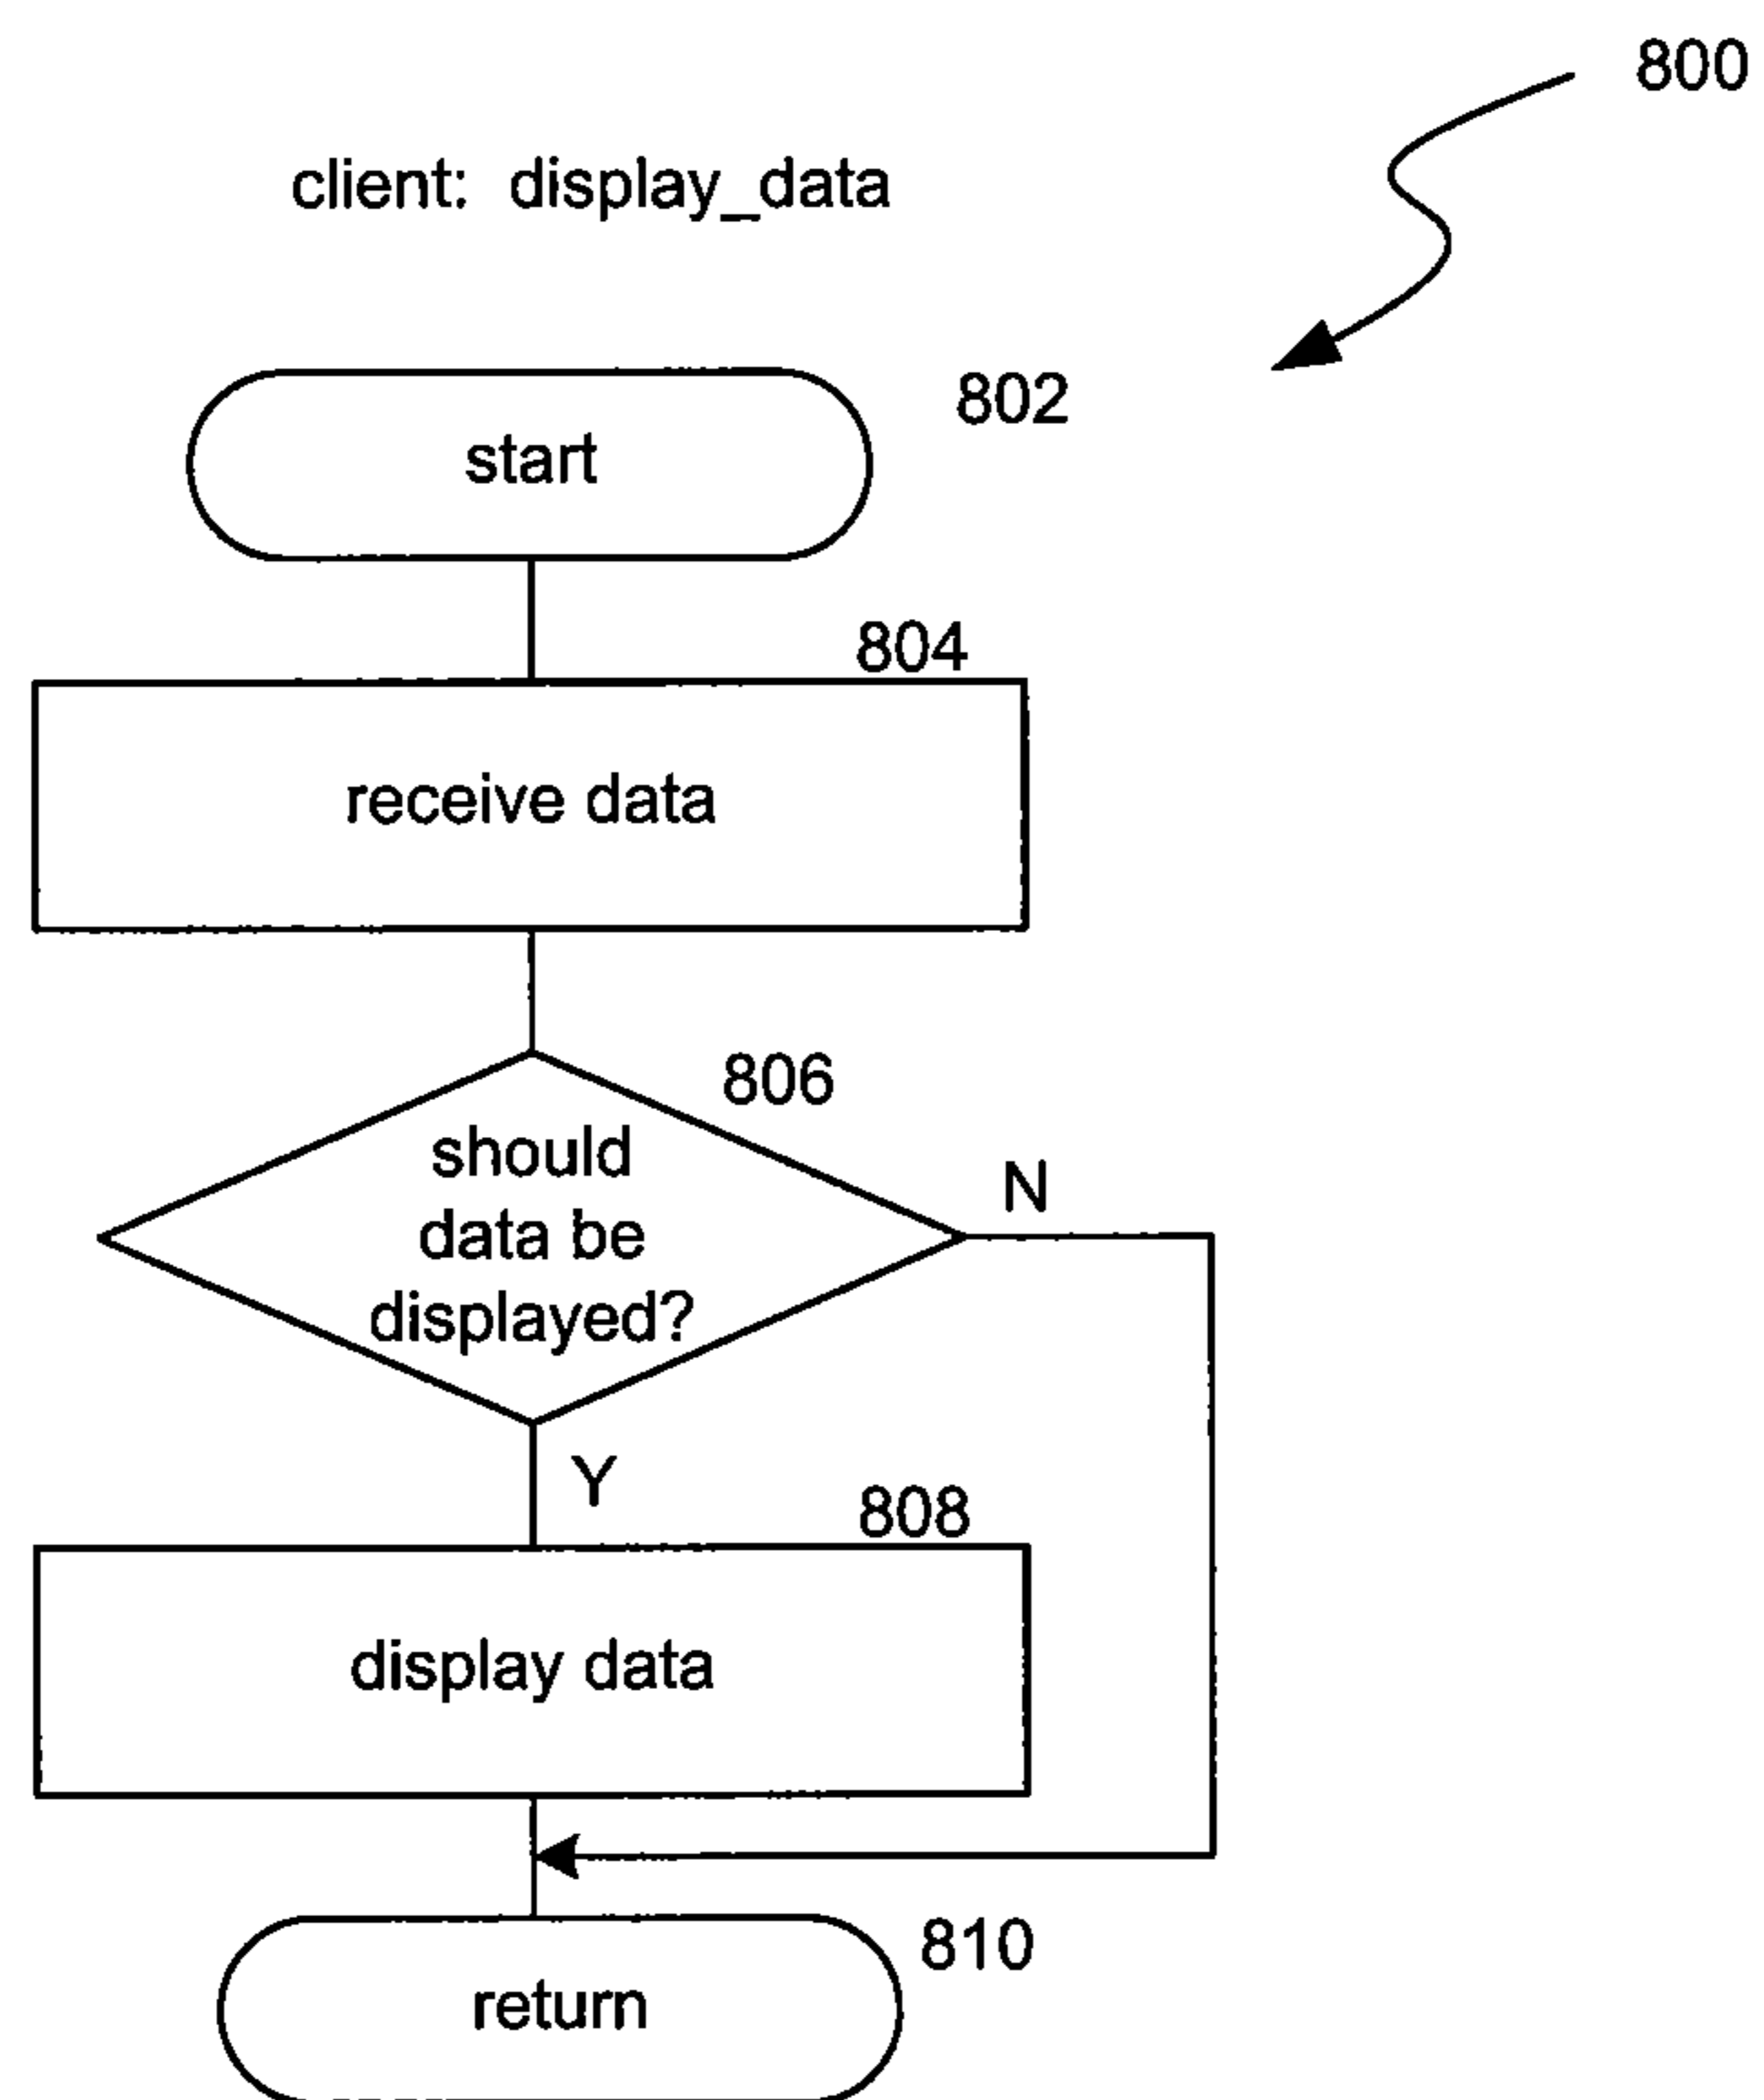 800
client: display_data
802
start
804
receive data
806
should
data be
displayed?
N
Y
808
display data
810
return